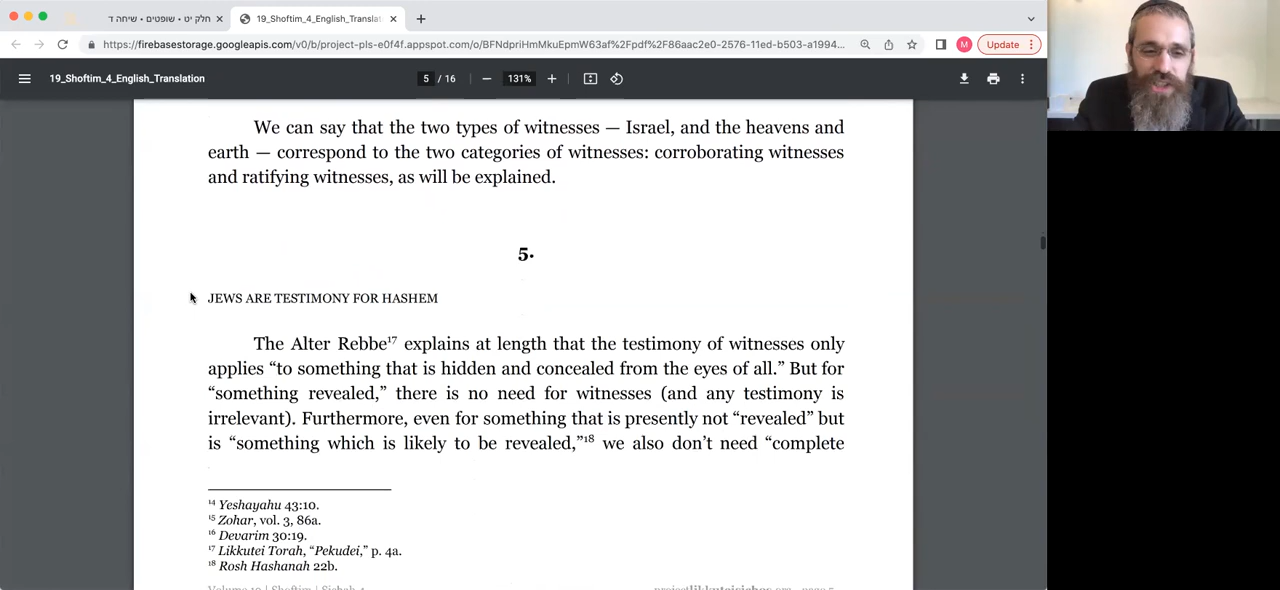 חלק יט • שופטים • שיחה ד
19_Shoftim_4_English_Translat
https://firebasestorage.googleapis.com/v0/b/project-pls-e0f4f.appspot.com/o/BFNdpriHmMkuEpmW63af%2Fpdf%2F86aac2e0-2576-11ed-b503-a1994...
M
Update
19_Shoftim_4_English_Translation
5 / 16
131%
We can say that the two types of witnesses — Israel, and the heavens and
earth — correspond to the two categories of witnesses: corroborating witnesses
and ratifying witnesses, as will be explained.
5.
JEWS ARE TESTIMONY FOR HASHEM
The Alter Rebbe¹⁷ explains at length that the testimony of witnesses only
applies “to something that is hidden and concealed from the eyes of all.” But for
“something revealed,” there is no need for witnesses (and any testimony is
irrelevant). Furthermore, even for something that is presently not “revealed” but
is “something which is likely to be revealed,”¹⁸ we also don’t need “complete
¹⁴ Yeshayahu 43:10.
¹⁵ Zohar, vol. 3, 86a.
¹⁶ Devarim 30:19.
¹⁷ Likkutei Torah, “Pekudei,” p. 4a.
¹⁸ Rosh Hashanah 22b.